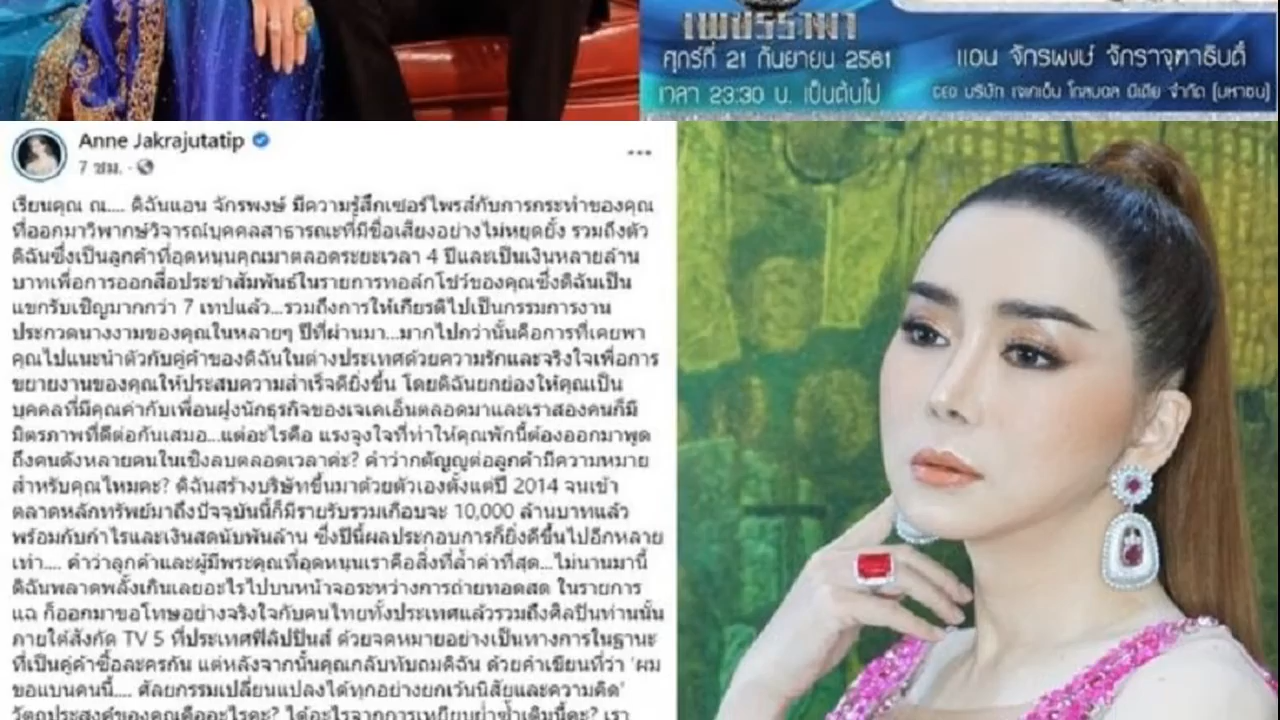 เพชรรามา
ศุกร์ที่ 21 กันยายน 2561
เวลา 23:30 น. เป็นต้นไป
แอน จักรพงษ์ จักราจุฑาธิบดิ์
CEO บริษัท เจเคเอ็น โกลบอล มีเดีย จำกัด (มหาชน)
Anne Jakrajutatip
7 ชม.
เรียนคุณ ณ.... ดิฉันแอน จักรพงษ์ มีความรู้สึกเซอร์ไพรส์กับการกระทำของคุณ
ที่ออกมาวิพากษ์วิจารณ์บุคคลสาธารณะที่มีชื่อเสียงอย่างไม่หยุดยั้ง รวมถึงตัว
ดิฉันซึ่งเป็นลูกค้าที่อุดหนุนคุณมาตลอดระยะเวลา 4 ปีและเป็นเงินหลายล้าน
บาทเพื่อการออกสื่อประชาสัมพันธ์ในรายการทอล์กโชว์ของคุณซึ่งดิฉันเป็น
แขกรับเชิญมากกว่า 7 เทปแล้ว...รวมถึงการให้เกียรติไปเป็นกรรมการงาน
ประกวดนางงามของคุณในหลายๆ ปีที่ผ่านมา...มากไปกว่านั้นคือการที่เคยพา
คุณไปแนะนำตัวกับคู่ค้าของดิฉันในต่างประเทศด้วยความรักและจริงใจเพื่อการ
ขยายงานของคุณให้ประสบความสำเร็จดียิ่งขึ้น โดยดิฉันยกย่องให้คุณเป็น
บุคคลที่มีคุณค่ากับเพื่อนฝูงนักธุรกิจของเจเคเอ็นตลอดมาและเราสองคนก็มี
มิตรภาพที่ดีต่อกันเสมอ...แต่อะไรคือ แรงจูงใจที่ทำให้คุณพักนี้ต้องออกมาพูด
ถึงคนดังหลายคนในเชิงลบตลอดเวลาค่ะ? คำว่ากตัญญูต่อลูกค้ามีความหมาย
สำหรับคุณไหมคะ? ดิฉันสร้างบริษัทขึ้นมาด้วยตัวเองตั้งแต่ปี 2014 จนเข้า
ตลาดหลักทรัพย์มาถึงปัจจุบันนี้ก็มีรายรับรวมเกือบจะ 10,000 ล้านบาทแล้ว
พร้อมกับกำไรและเงินสดนับพันล้าน ซึ่งปีนี้ผลประกอบการก็ยิ่งดีขึ้นไปอีกหลาย
เท่า.... คำว่าลูกค้าและผู้มีพระคุณที่อุดหนุนเราคือสิ่งที่ล้ำค่าที่สุด...ไม่นานมานี้
ดิฉันพลาดพลั้งเกินเลยอะไรไปบนหน้าจอระหว่างการถ่ายทอดสด ในรายการ
แฉ ก็ออกมาขอโทษอย่างจริงใจกับคนไทยทั้งประเทศแล้วรวมถึงศิลปินท่านนั้น
ภายใต้สังกัด TV 5 ที่ประเทศฟิลิปปินส์ ด้วยจดหมายอย่างเป็นทางการในฐานะ
ที่เป็นคู่ค้าซื้อละครกัน แต่หลังจากนั้นคุณกลับทับถมดิฉัน ด้วยคำเขียนที่ว่า 'ผม
ขอแบนคนนี้.... ศัลยกรรมเปลี่ยนแปลงได้ทุกอย่างยกเว้นนิสัยและความคิด'
วัตถุประสงค์ของคุณคืออะไรคะ? ได้อะไรจากการเหยียบย่ำซ้ำเติมนี้คะ? เรา